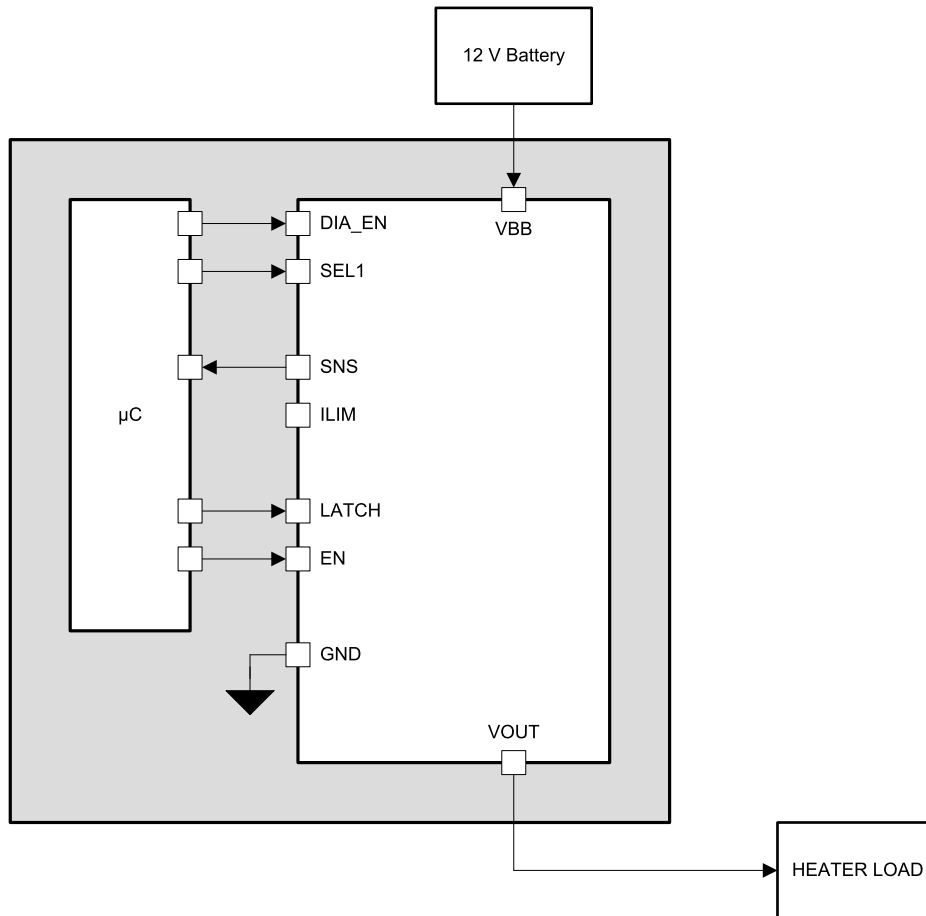 12 V Battery
VBB
DIA_EN
SEL1
SNS
ILIM
µC
LATCH
EN
GND
VOUT
HEATER LOAD